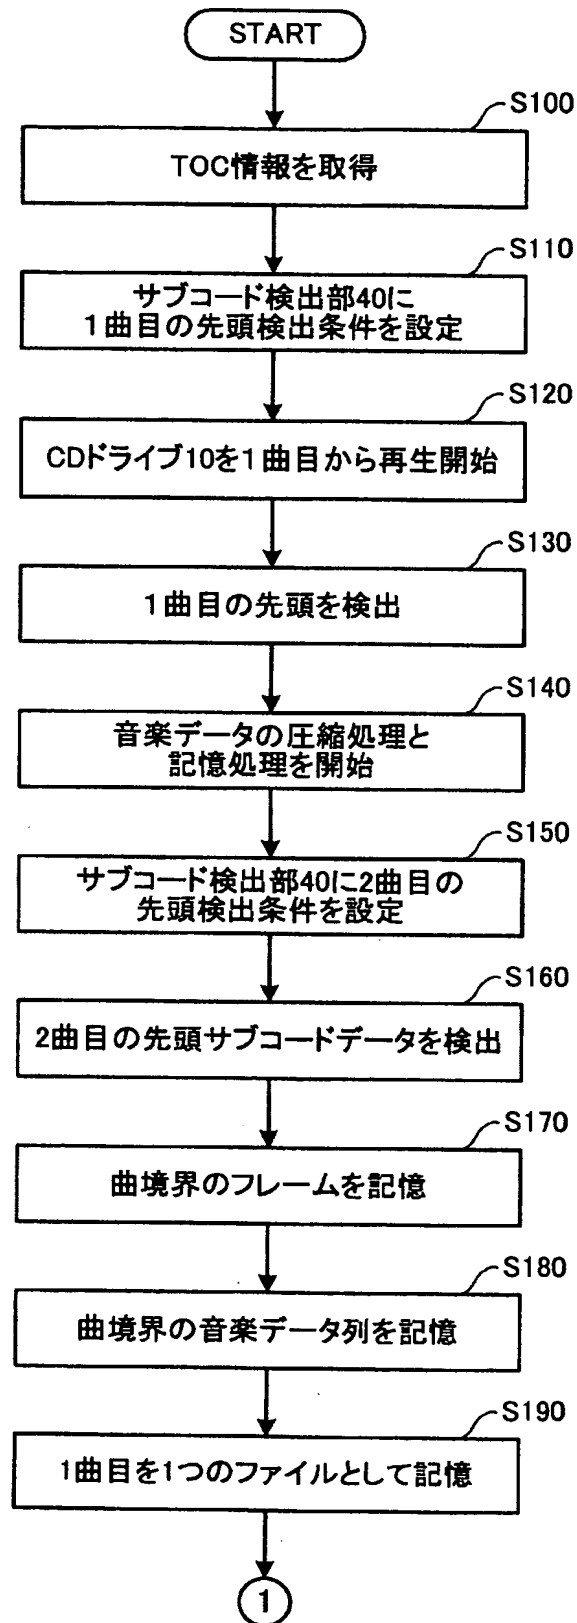 START
S100
TOC情報を取得
S110
サブコード検出部40に
1曲目の先頭検出条件を設定
S120
CDドライブ10を1曲目から再生開始
S130
1曲目の先頭を検出
S140
音楽データの圧縮処理と
記憶処理を開始
S150
サブコード検出部40に2曲目の
先頭検出条件を設定
S160
2曲目の先頭サブコードデータを検出
S170
曲境界のフレームを記憶
S180
曲境界の音楽データ列を記憶
S190
1曲目を1つのファイルとして記憶
1